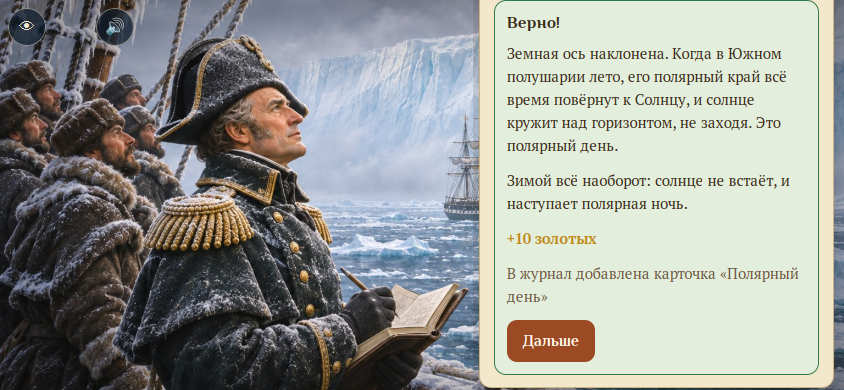 Верно!
Земная ось наклонена. Когда в Южном
полушарии лето, его полярный край всё
время повёрнут к Солнцу, и солнце
кружит над горизонтом, не заходя. Это
полярный день.
Зимой всё наоборот: солнце не встаёт, и
наступает полярная ночь.
+10 золотых
В журнал добавлена карточка «Полярный
день»
Дальше